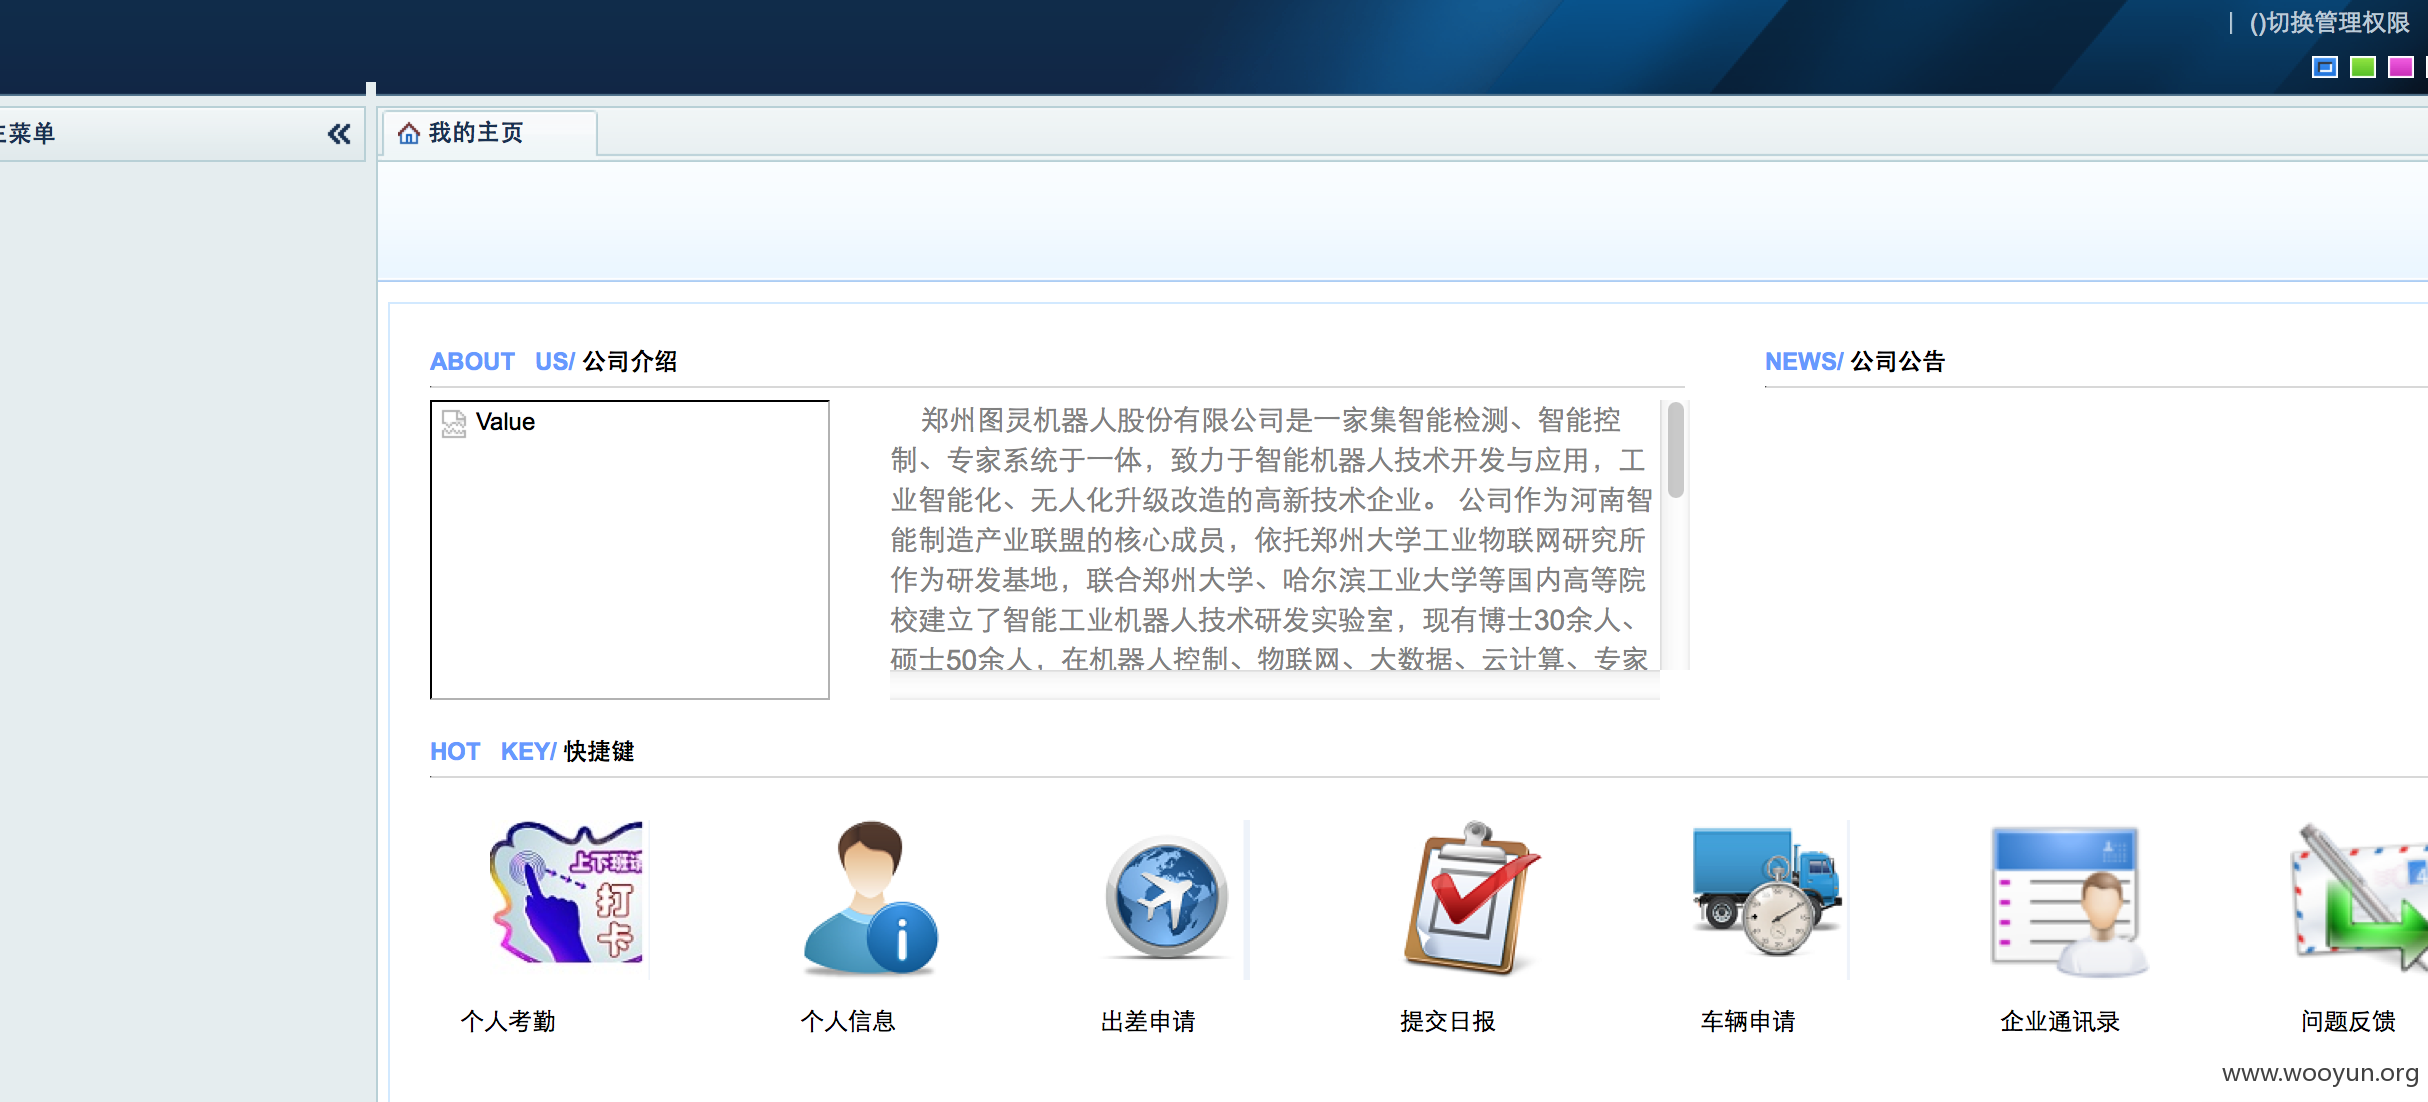 | ()切换管理权限
主菜单
我的主页
ABOUT US/ 公司介绍
NEWS/ 公司公告
Value
郑州图灵机器人股份有限公司是一家集智能检测、智能控
制、专家系统于一体，致力于智能机器人技术开发与应用，工
业智能化、无人化升级改造的高新技术企业。 公司作为河南智
能制造产业联盟的核心成员，依托郑州大学工业物联网研究所
作为研发基地，联合郑州大学、哈尔滨工业大学等国内高等院
校建立了智能工业机器人技术研发实验室，现有博士30余人、
硕士50余人，在机器人控制、物联网、大数据、云计算、专家
HOT KEY/ 快捷键
上下班请
打
卡
个人考勤
个人信息
出差申请
提交日报
车辆申请
企业通讯录
问题反馈
www.wooyun.org